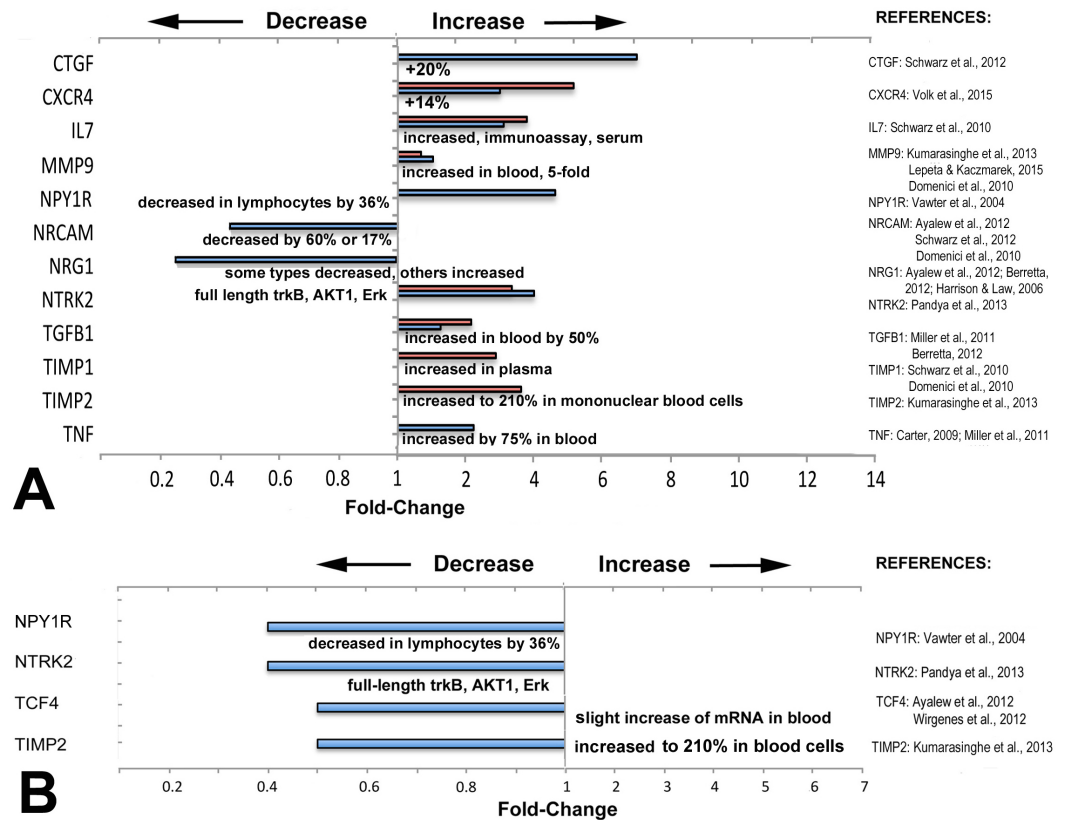 Decrease Increase REFERENCES:
CTGF
+20%
CTGF: Schwarz et al., 2012
CXCR4
+14%
CXCR4: Volk et al., 2015
IL7
increased, immunoassay, serum
IL7: Schwarz et al., 2010
MMP9
increased in blood, 5-fold
MMP9: Kumarasinghe et al., 2013
Lepeta & Kaczmarek, 2015
Domenici et al., 2010
NPY1R
decreased in lymphocytes by 36%
NPY1R: Vawter et al., 2004
NRCAM
decreased by 60% or 17%
NRCAM: Ayalew et al., 2012
Schwarz et al., 2012
Domenici et al., 2010
NRG1
some types decreased, others increased
NRG1: Ayalew et al., 2012; Berretta,
2012; Harrison & Law, 2006
NTRK2
full length trkB, AKT1, Erk
NTRK2: Pandya et al., 2013
TGFB1
increased in blood by 50%
TGFB1: Miller et al., 2011
Berretta, 2012
TIMP1
increased in plasma
TIMP1: Schwarz et al., 2010
Domenici et al., 2010
TIMP2
increased to 210% in mononuclear blood cells
TIMP2: Kumarasinghe et al., 2013
TNF
increased by 75% in blood
TNF: Carter, 2009; Miller et al., 2011
0.2 0.4 0.6 0.8 1 2 4 6 8 10 12 14
Fold-Change
A
Decrease Increase REFERENCES:
NPY1R
decreased in lymphocytes by 36%
NPY1R: Vawter et al., 2004
NTRK2
full-length trkB, AKT1, Erk
NTRK2: Pandya et al., 2013
TCF4
slight increase of mRNA in blood
TCF4: Ayalew et al., 2012
Wirgenes et al., 2012
TIMP2
increased to 210% in blood cells
TIMP2: Kumarasinghe et al., 2013
0.2 0.4 0.6 0.8 1 2 3 4 5 6 7
Fold-Change
B